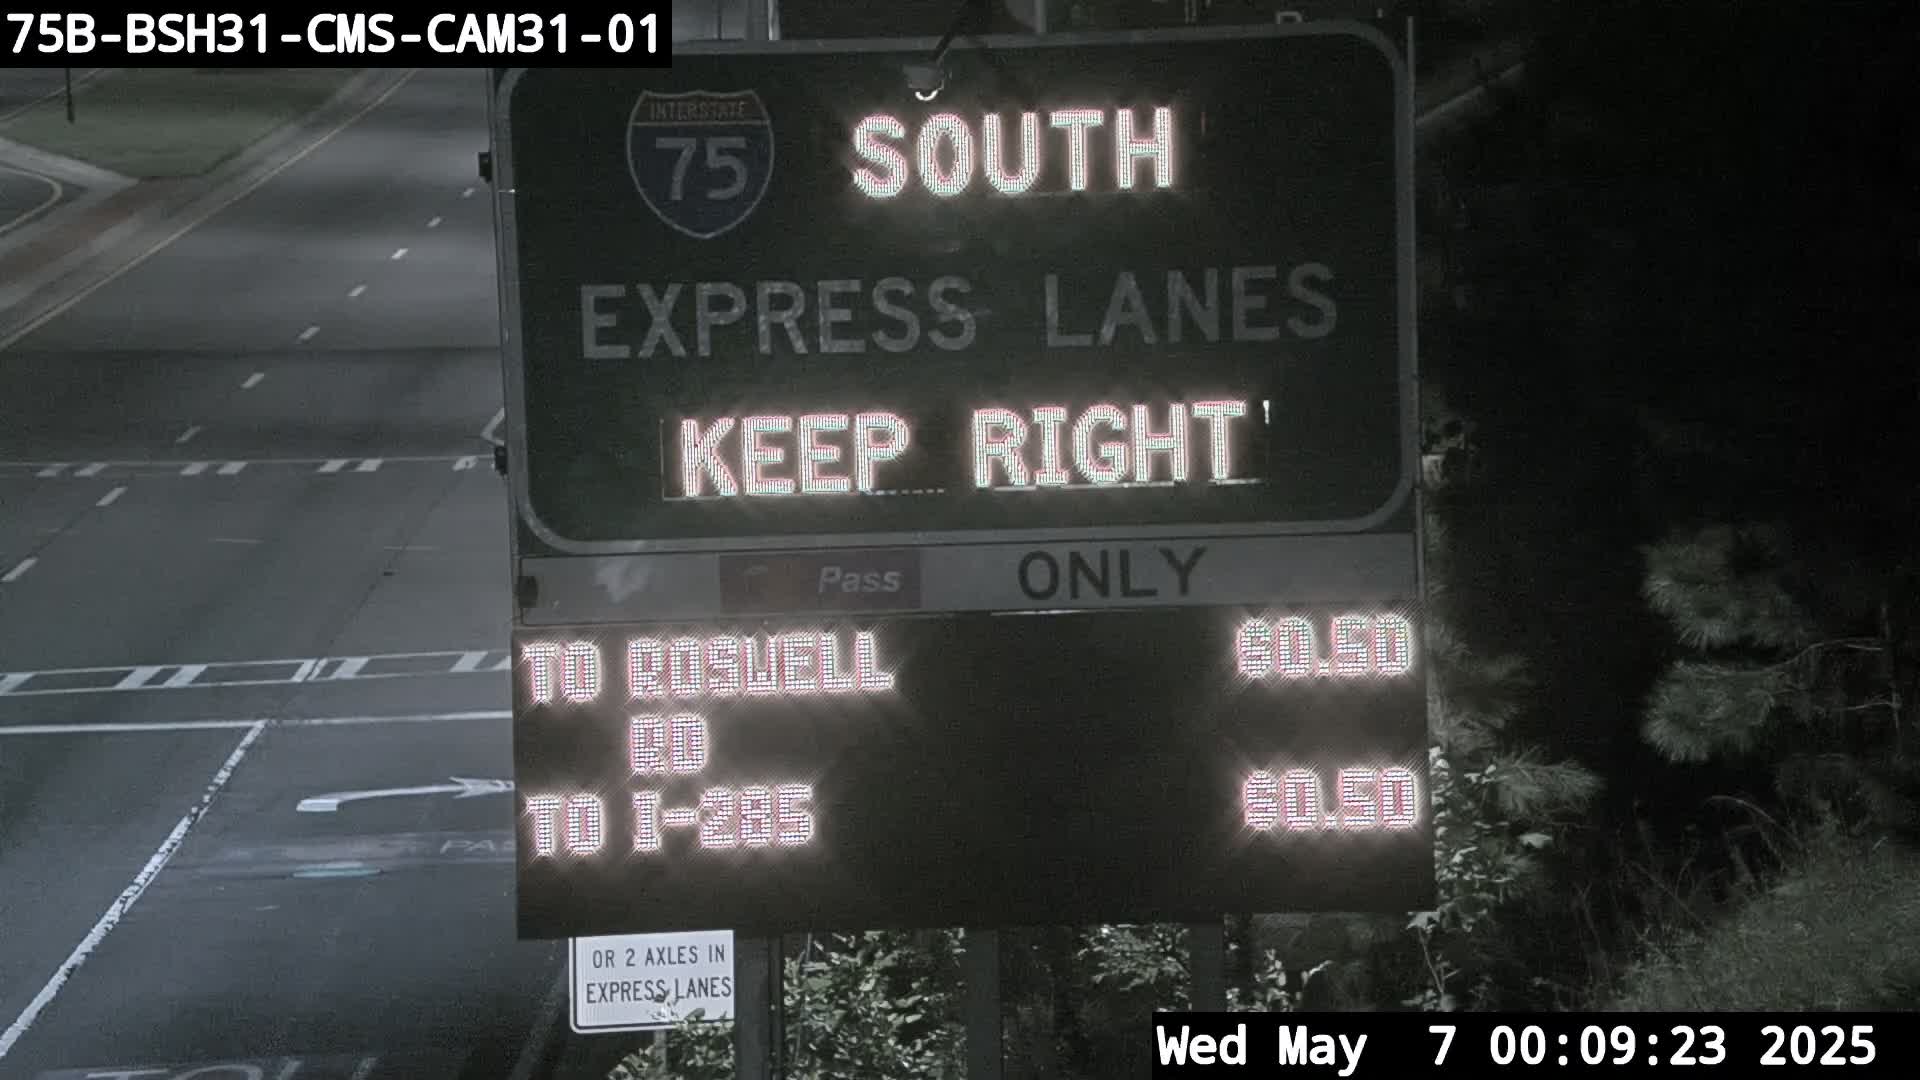 75B-BSH31-CMS-CAM31-01
INTERSTATE
75
SOUTH
EXPRESS LANES
KEEP RIGHT
Pass ONLY
TO ROSWELL $0.50
RD
TO I-285 $0.50
OR 2 AXLES IN
EXPRESS LANES
Wed May 7 00:09:23 2025